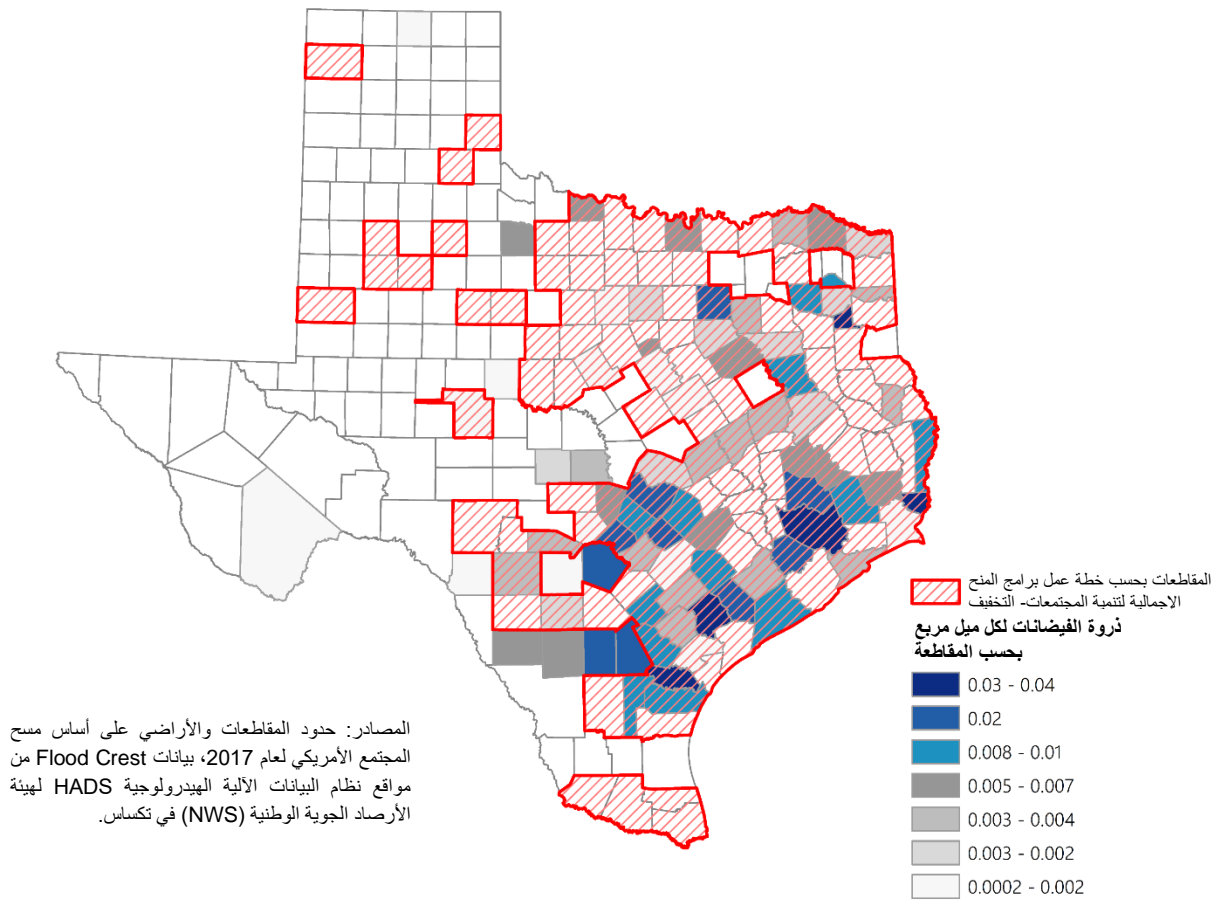 المقاطعات بحسب خطة عمل برامج المنح
الاجمالية لتنمية المجتمعات- التخفيف
ذروة الفيضانات لكل ميل مربع
بحسب المقاطعة
0.03 - 0.04
0.02
0.008 - 0.01
0.005 - 0.007
0.003 - 0.004
0.003 - 0.002
0.0002 - 0.002
المصادر: حدود المقاطعات والأراضي على أساس مسح
المجتمع الأمريكي لعام 2017، بيانات Flood Crest من
مواقع نظام البيانات الآلية الهيدرولوجية HADS لهيئة
الأرصاد الجوية الوطنية (NWS) في تكساس.